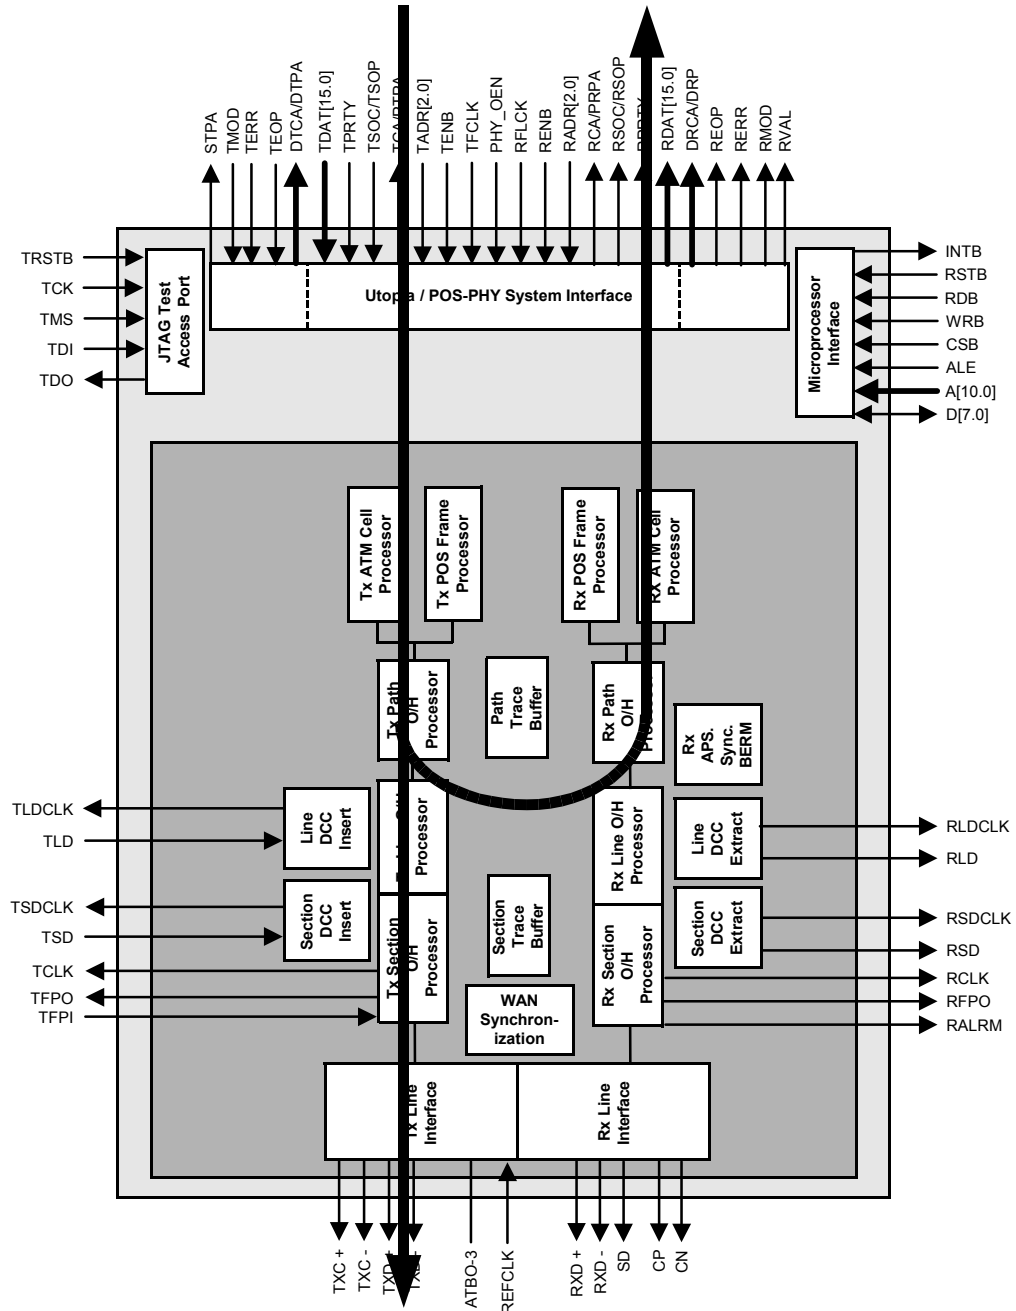 STPA
TMOD
TERR
TEOP
DTCA/DTPA
TDAT[15.0]
TPRTY
TSOC/TSOP
TADR[2.0]
TENB
TFCLK
PHY_OEN
RFLCK
RENB
RADR[2.0]
RCA/PRPA
RSOC/RSOP
RDAT[15.0]
DRCA/DRP
REOP
RERR
RMOD
RVAL
TRSTB
TCK
TMS
TDI
TDO
JTAG Test
Access Port
Utopia / POS-PHY System Interface
Microprocessor
Interface
INTB
RSTB
RDB
WRB
CSB
ALE
A[10.0]
D[7.0]
Tx ATM Cell
Processor
Tx POS Frame
Processor
Rx POS Frame
Processor
Rx ATM Cell
Processor
Tx Path
O/H
Processor
Path
Trace
Buffer
Rx Path
O/H
Processor
Rx
APS.
Sync.
BERM
TLDCLK
TLD
Line
DCC
Insert
Processor
Rx Line O/H
Processor
Line
DCC
Extract
RLDCLK
RLD
TSDCLK
TSD
Section
DCC
Insert
Tx Section
O/H
Processor
Section
Trace
Buffer
Rx Section
O/H
Processor
Section
DCC
Extract
RSDCLK
RSD
TCLK
TFPO
TFPI
RCLK
RFPO
RALRM
WAN
Synchron-
ization
Tx Line
Interface
Rx Line
Interface
TXC +
TXC -
TXD +
TXD -
ATBO-3
REFCLK
RXD +
RXD -
SD
CP
CN